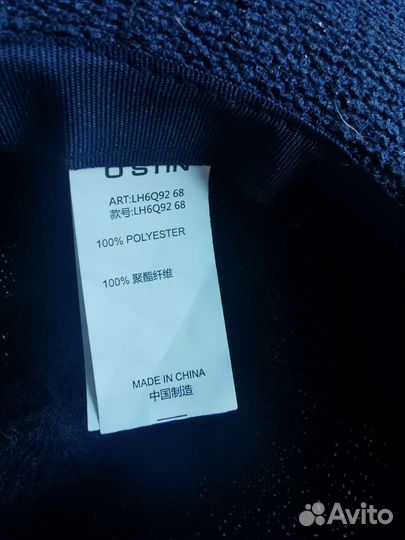 O'STIN
ART:LH6Q92 68
款号:LH6Q92 68
100% POLYESTER
100% 聚酯纤维
MADE IN CHINA
中国制造
Avito